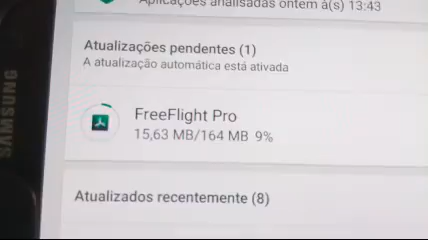 Aplicações analisadas ontem à(s) 13:43
Atualizações pendentes (1)
A atualização automática está ativada
SAMSUNG
FreeFlight Pro
15,63 MB/164 MB 9%
Atualizados recentemente (8)